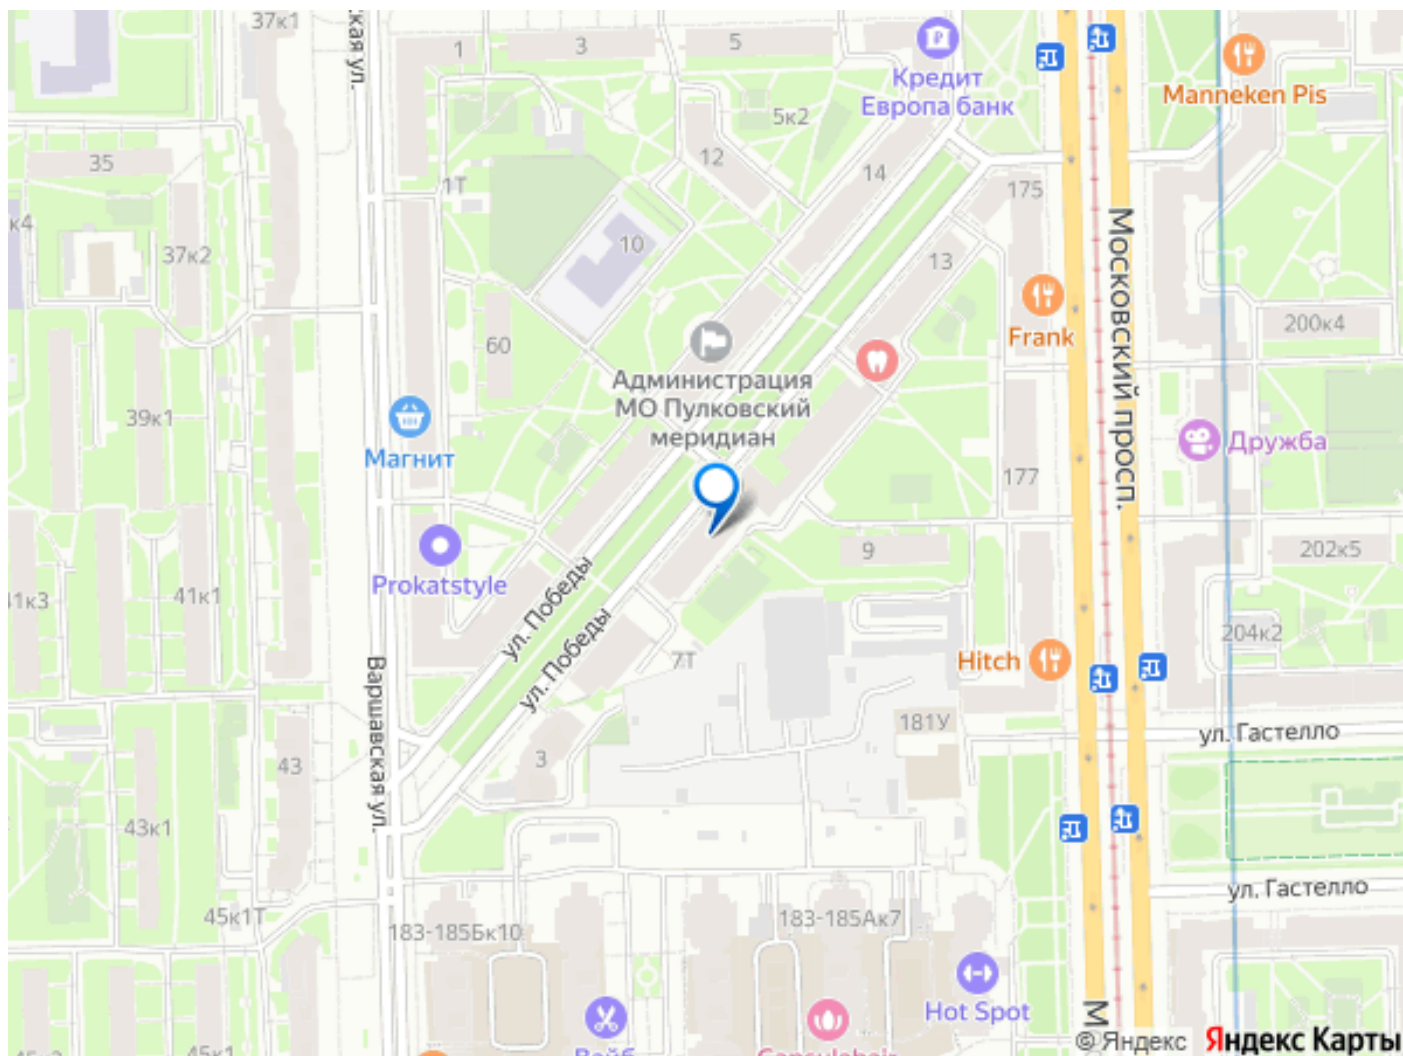 37к1
ская ул.
1
3
5
Кредит
Европа банк
Manneken Pis
5к2
35
12
1Т
14
175
к4
37к2
10
13
Московский просп.
200к4
60
Frank
Администрация
МО Пулковский
меридиан
39к1
Магнит
Дружба
177
9
202к5
Prokatstyle
41к3
41к1
ул. Победы
ул. Победы
204к2
7Т
Hitch
Варшавская ул.
181У
ул. Гастелло
43
3
43к1
ул. Гастелло
45к1Т
183-185Бк10
183-185Ак7
Hot Spot
М
© Яндекс
Яндекс Карты